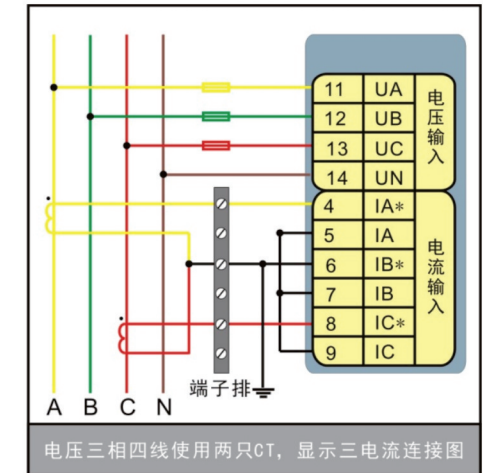 11 UA
12 UB
13 UC
14 UN
电压输入
4 IA*
5 IA
6 IB*
7 IB
8 IC*
9 IC
电流输入
端子排
A B C N
电压三相四线使用两只CT，显示三电流连接图